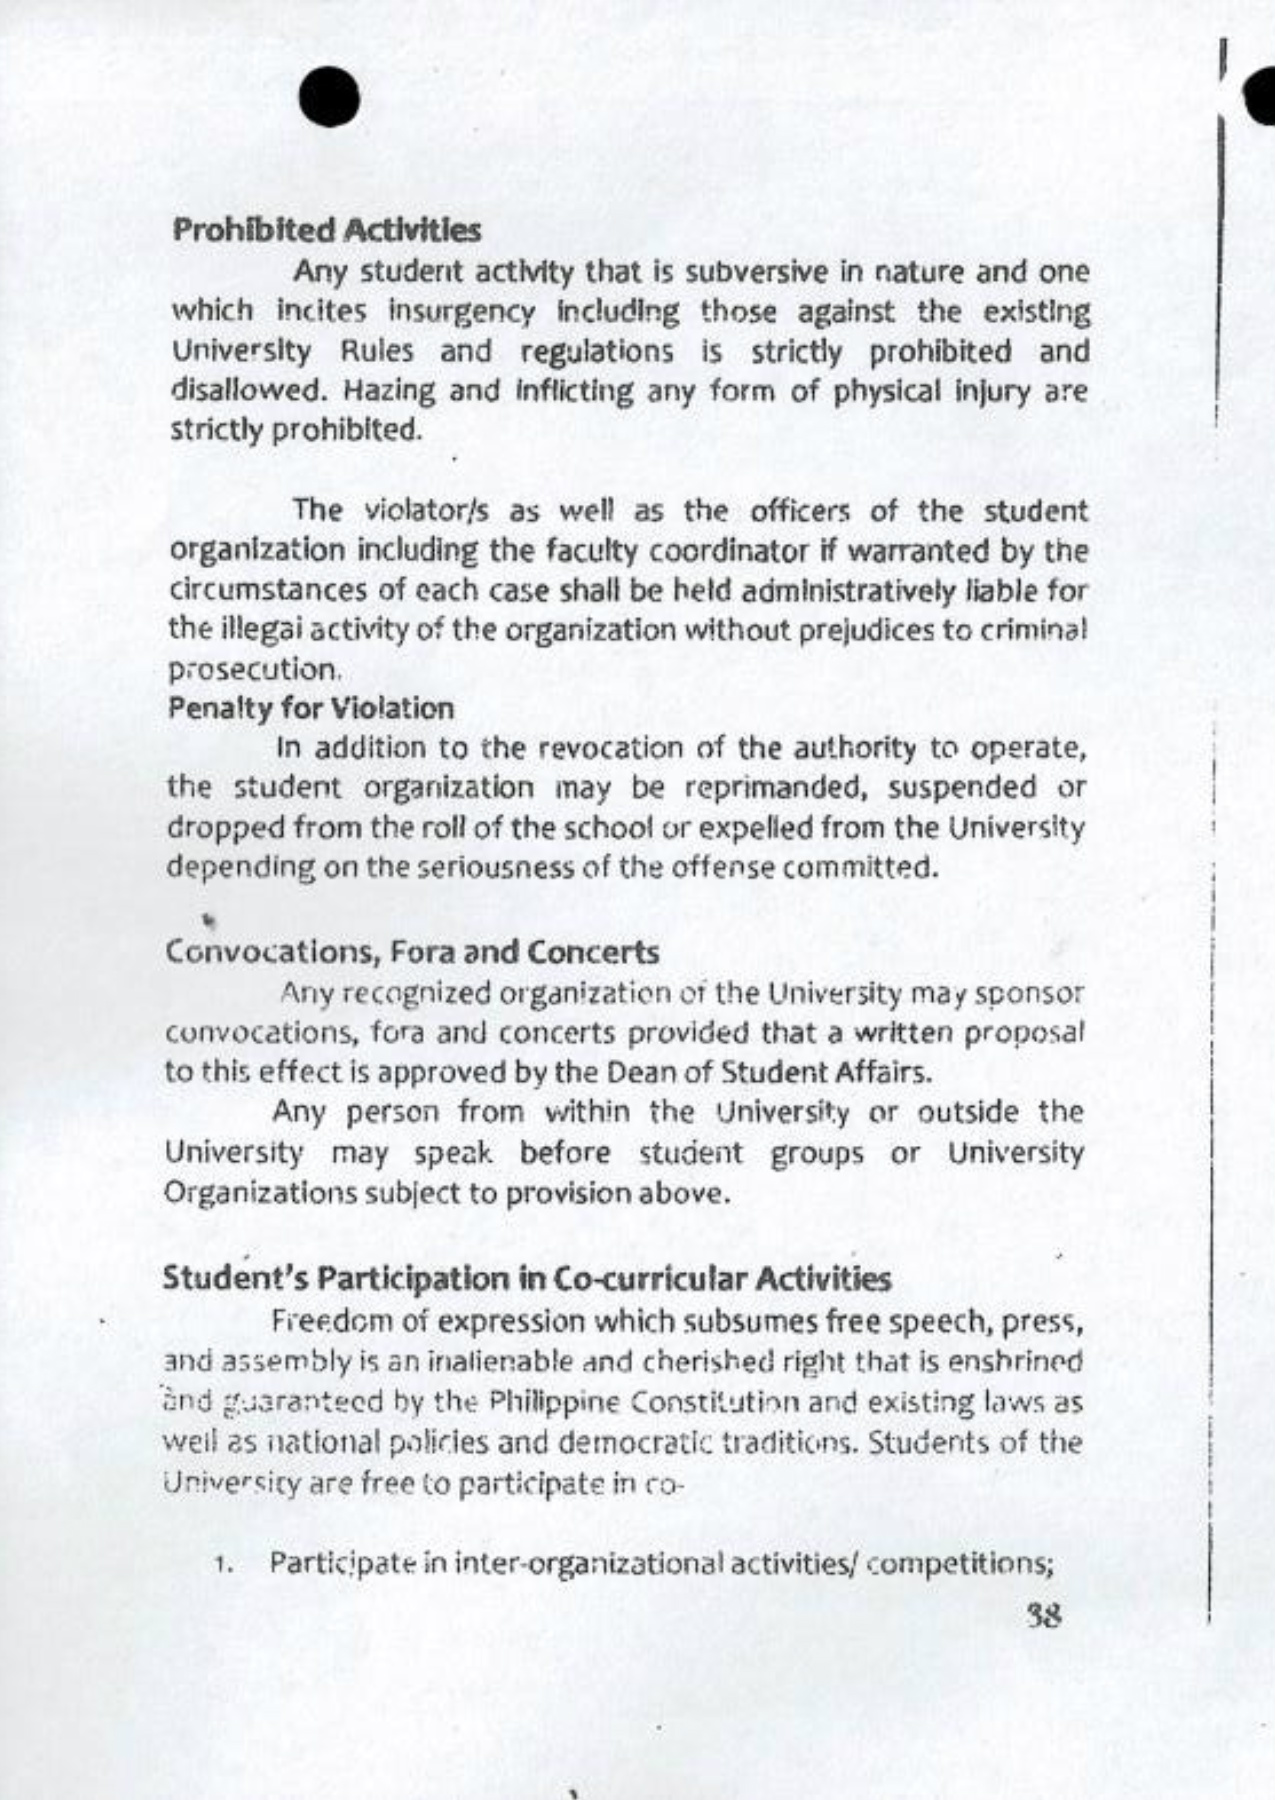 Prohibited Activities
Any student activity that is subversive in nature and one
which incites insurgency including those against the existing
University Rules and regulations is strictly prohibited and
disallowed. Hazing and inflicting any form of physical injury are
strictly prohibited.
The violator/s as well as the officers of the student
organization including the faculty coordinator if warranted by the
circumstances of each case shall be held administratively liable for
the illegal activity of the organization without prejudices to criminal
prosecution.
Penalty for Violation
In addition to the revocation of the authority to operate,
the student organization may be reprimanded, suspended or
dropped from the roll of the school or expelled from the University
depending on the seriousness of the offense committed.
Convocations, Fora and Concerts
Any recognized organization of the University may sponsor
convocations, fora and concerts provided that a written proposal
to this effect is approved by the Dean of Student Affairs.
Any person from within the University or outside the
University may speak before student groups or University
Organizations subject to provision above.
Student's Participation in Co-curricular Activities
Freedom of expression which subsumes free speech, press,
and assembly is an inalienable and cherished right that is enshrined
and guaranteed by the Philippine Constitution and existing laws as
well as national policies and democratic traditions. Students of the
University are free to participate in co-
1. Participate in inter-organizational activities/ competitions;
38